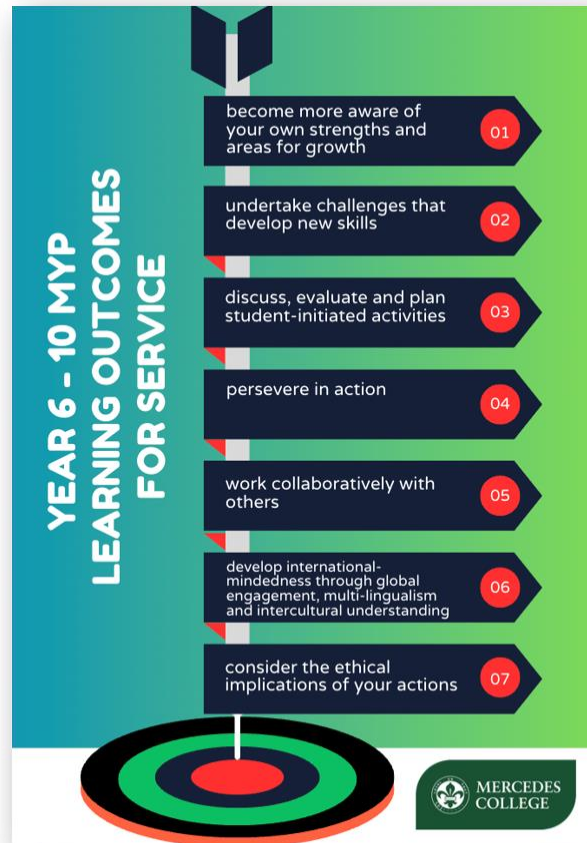 YEAR 6 - 10 MYP
LEARNING OUTCOMES
FOR SERVICE
become more aware of
your own strengths and
areas for growth
01
undertake challenges that
develop new skills
02
discuss, evaluate and plan
student-initiated activities
03
persevere in action
04
work collaboratively with
others
05
develop international-
mindedness through global
engagement, multi-lingualism
and intercultural understanding
06
consider the ethical
implications of your actions
07
MERCEDES
COLLEGE